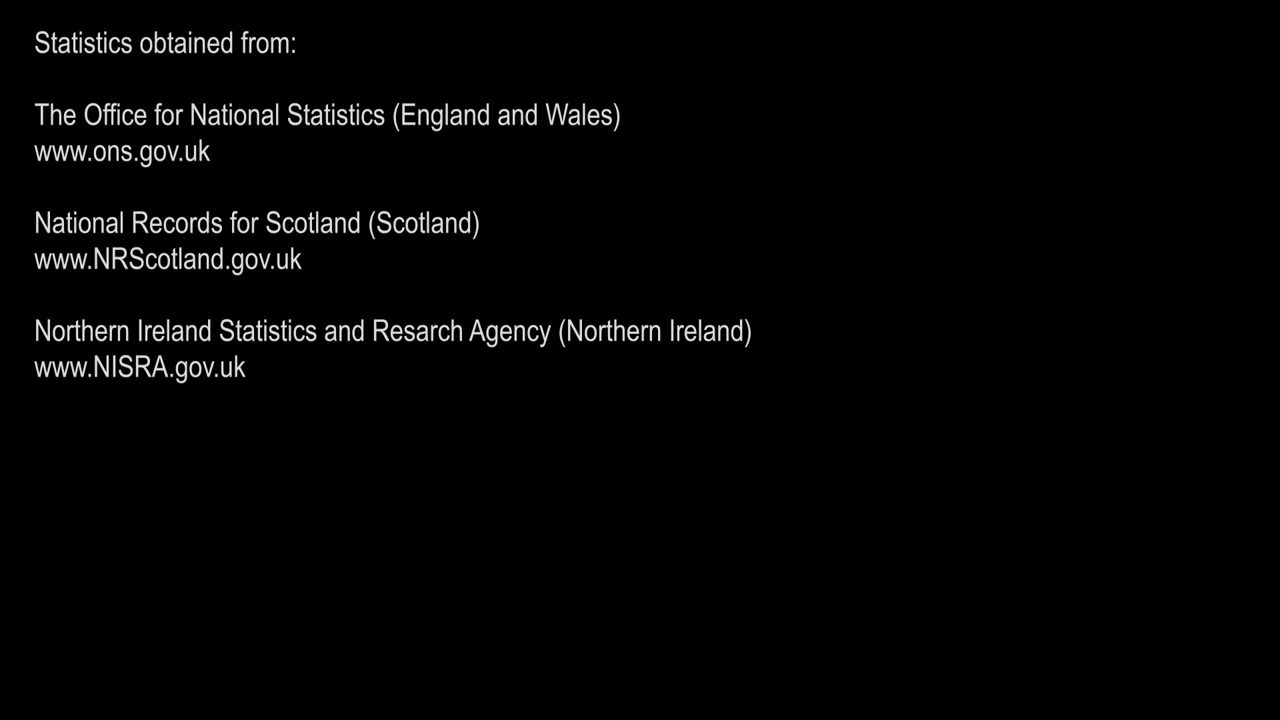 Statistics obtained from:
The Office for National Statistics (England and Wales)
www.ons.gov.uk
National Records for Scotland (Scotland)
www.NRScotland.gov.uk
Northern Ireland Statistics and Resarch Agency (Northern Ireland)
www.NISRA.gov.uk